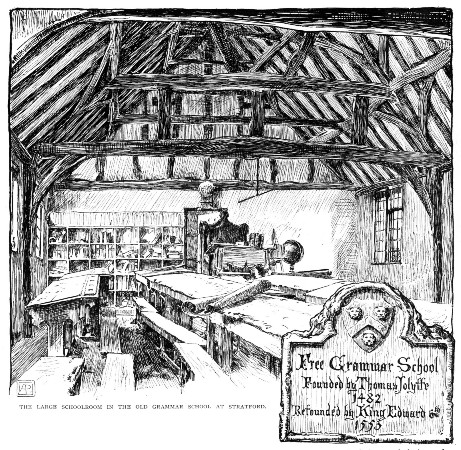 THE LARGE SCHOOLROOM IN THE OLD GRAMMAR SCHOOL AT STRATFORD.
Free Grammar School
Founded by Thomas Jolyffe
1482
Refounded by King Edward 6th
1553